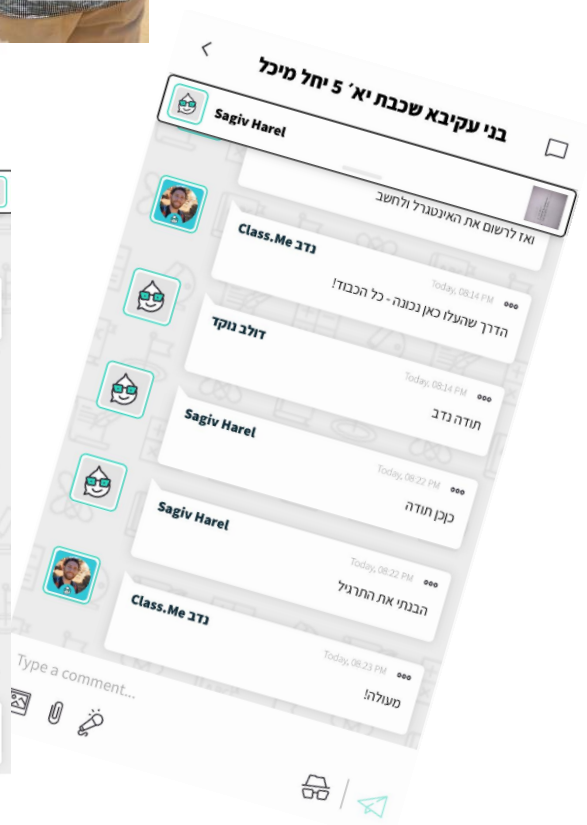 בני עקיבא שכבת יא׳ 5 יחל מיכל
Sagiv Harel
ואז לרשום את האינטגרל ולחשב
נדב Class.Me
Today, 08:14 PM
הדרך שהעלו כאן נכונה - כל הכבוד!
דולב נוקד
Today, 08:14 PM
תודה נדב
Sagiv Harel
Today, 08:22 PM
כןכן תודה
Sagiv Harel
Today, 08:22 PM
הבנתי את התרגיל
נדב Class.Me
Today, 08:23 PM
מעולה!
Type a comment...